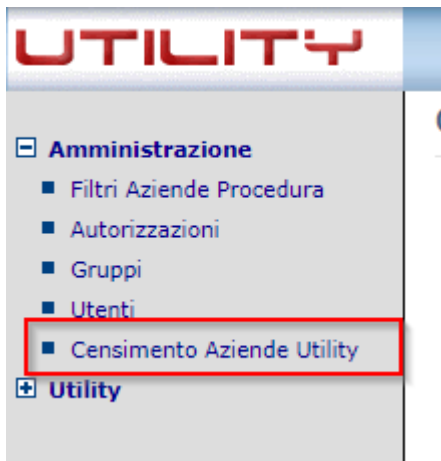 UTILITY
Amministrazione
Filtri Aziende Procedura
Autorizzazioni
Gruppi
Utenti
Censimento Aziende Utility
Utility